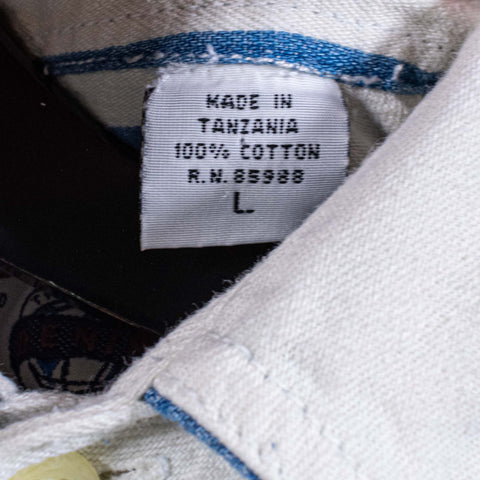 MADE IN
TANZANIA
100% COTTON
R.N. 85988
L.